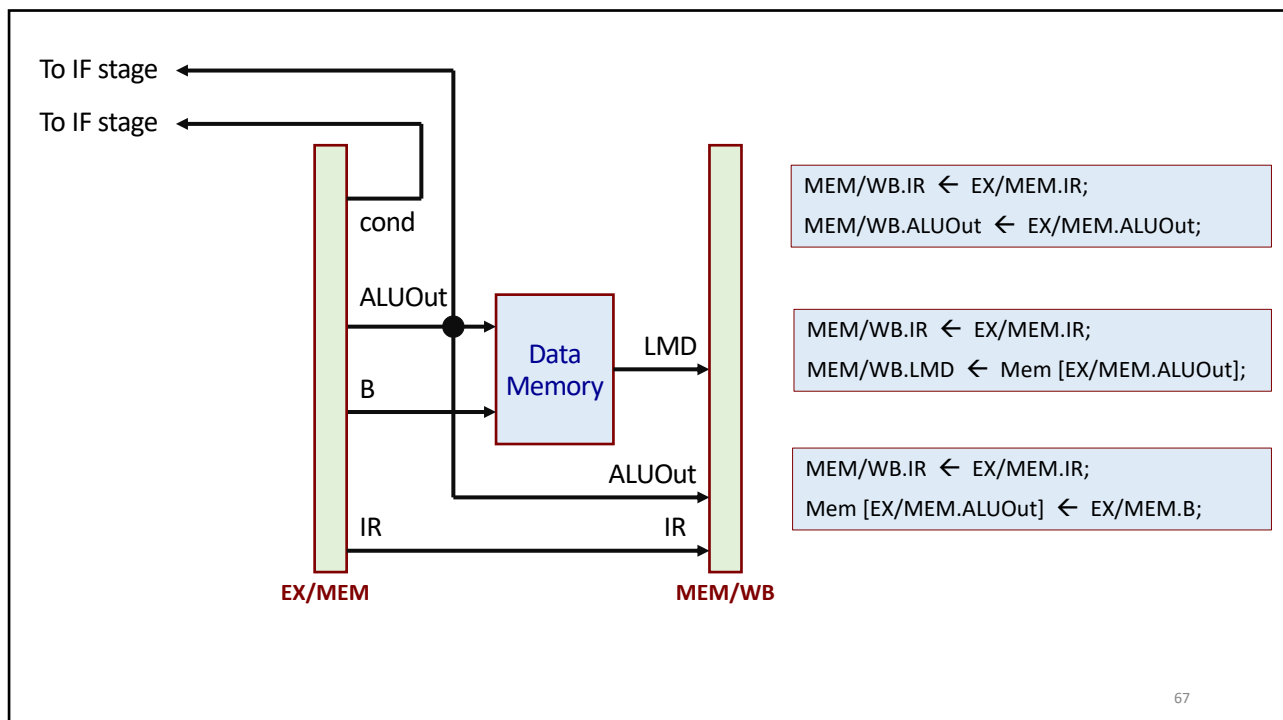 To IF stage
To IF stage
cond
ALUOut
B
Data
Memory
LMD
ALUOut
IR
IR
EX/MEM
MEM/WB
MEM/WB.IR ← EX/MEM.IR;
MEM/WB.ALUOut ← EX/MEM.ALUOut;
MEM/WB.IR ← EX/MEM.IR;
MEM/WB.LMD ← Mem [EX/MEM.ALUOut];
MEM/WB.IR ← EX/MEM.IR;
Mem [EX/MEM.ALUOut] ← EX/MEM.B;
67